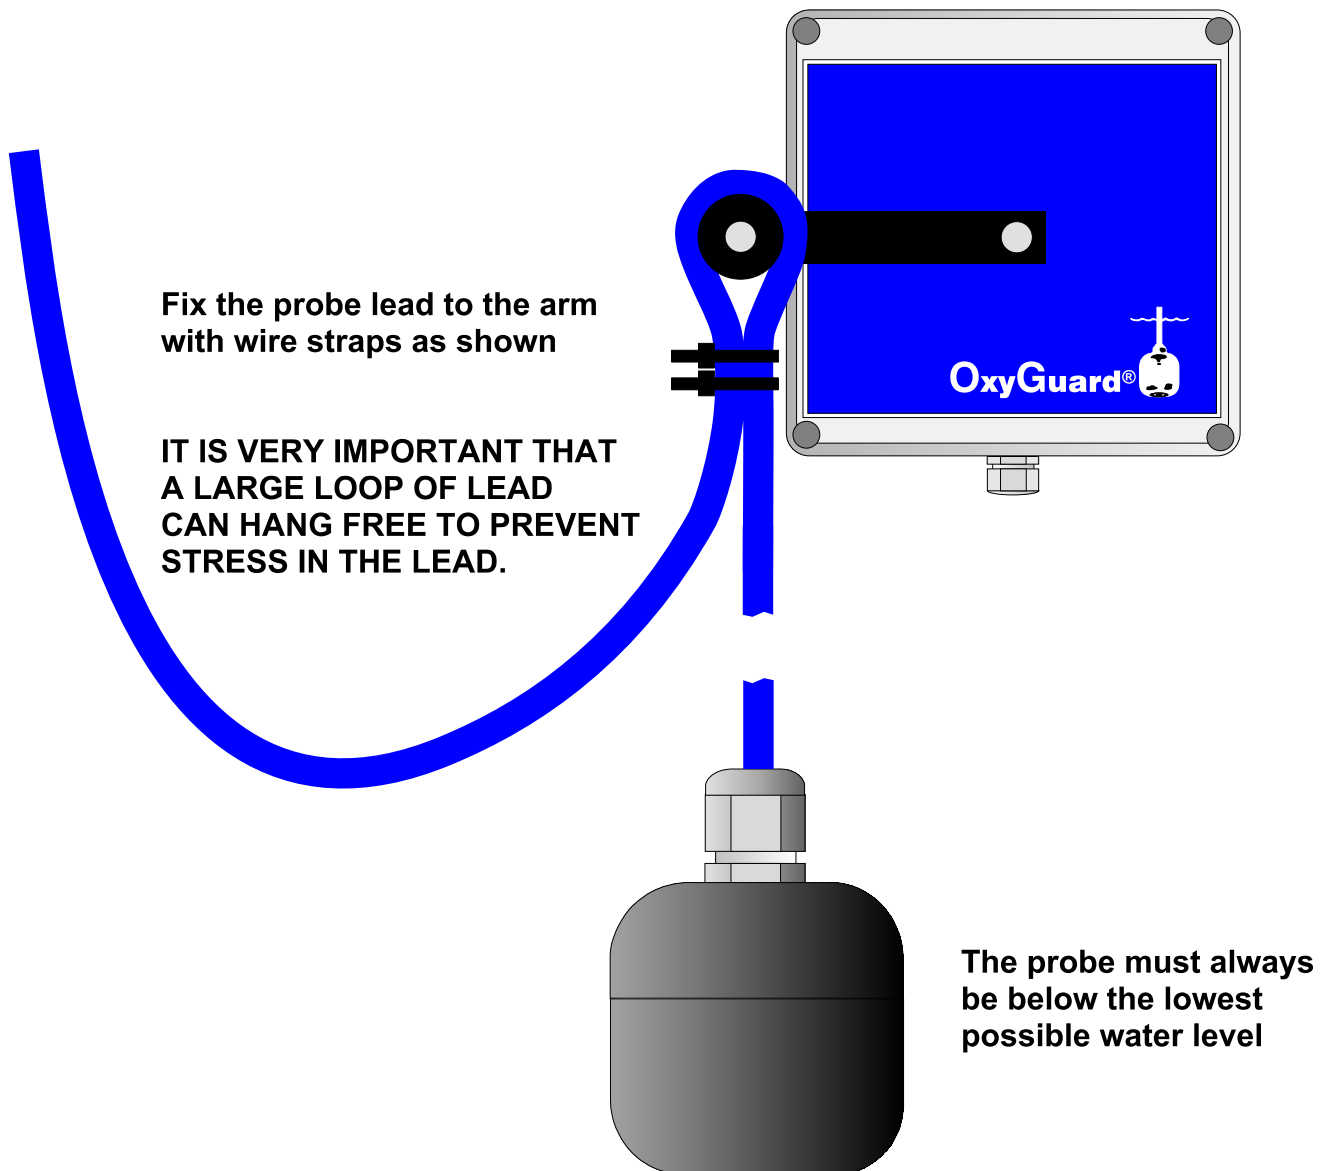 Fix the probe lead to the arm
with wire straps as shown
IT IS VERY IMPORTANT THAT
A LARGE LOOP OF LEAD
CAN HANG FREE TO PREVENT
STRESS IN THE LEAD.
OxyGuard®
The probe must always
be below the lowest
possible water level